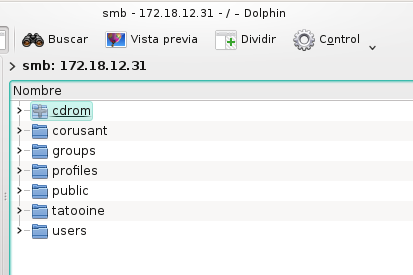 smb - 172.18.12.31 - / – Dolphin
Buscar Vista previa Dividir Control
smb: 172.18.12.31
Nombre
cdrom
corusant
groups
profiles
public
tatooine
users